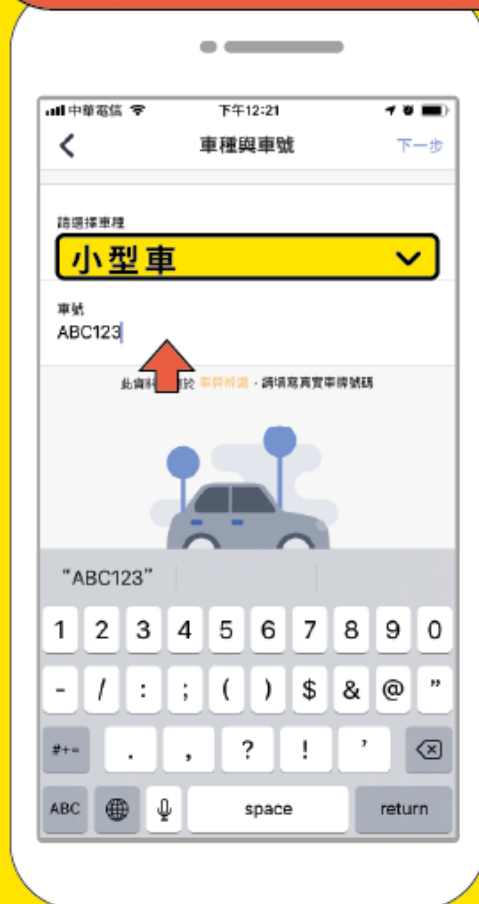 中華電信
下午12:21
車種與車號
下一步
請選擇車種
小型車
車號
ABC123
此資料 於 車牌辨識,請填寫真實車牌號碼
“ABC123”
1 2 3 4 5 6 7 8 9 0
- / : ; ( ) $ & @ ”
#+= . , ? ! ’
ABC space return